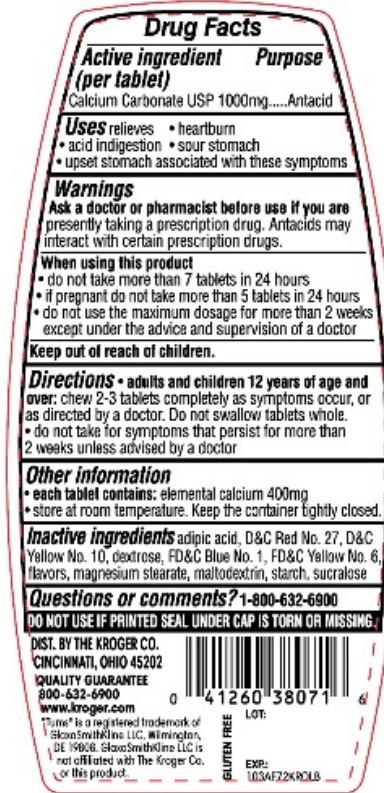 Drug Facts
Active ingredient Purpose
(per tablet)
Calcium Carbonate USP 1000mg.....Antacid
Uses relieves • heartburn
• acid indigestion • sour stomach
• upset stomach associated with these symptoms
Warnings
Ask a doctor or pharmacist before use if you are
presently taking a prescription drug. Antacids may
interact with certain prescription drugs.
When using this product
• do not take more than 7 tablets in 24 hours
• if pregnant do not take more than 5 tablets in 24 hours
• do not use the maximum dosage for more than 2 weeks
except under the advice and supervision of a doctor
Keep out of reach of children.
Directions • adults and children 12 years of age and
over: chew 2-3 tablets completely as symptoms occur, or
as directed by a doctor. Do not swallow tablets whole.
• do not take for symptoms that persist for more than
2 weeks unless advised by a doctor
Other information
• each tablet contains: elemental calcium 400mg
• store at room temperature. Keep the container tightly closed.
Inactive ingredients adipic acid, D&C Red No. 27, D&C
Yellow No. 10, dextrose, FD&C Blue No. 1, FD&C Yellow No. 6,
flavors, magnesium stearate, maltodextrin, starch, sucralose
Questions or comments? 1-800-632-6900
DO NOT USE IF PRINTED SEAL UNDER CAP IS TORN OR MISSING.
DIST. BY THE KROGER CO.
CINCINNATI, OHIO 45202
QUALITY GUARANTEE
800-632-6900
www.kroger.com
"Tums" is a registered trademark of
GlaxoSmithKline LLC, Wilmington,
DE 19808. GlaxoSmithKline LLC is
not affiliated with The Kroger Co.
or this product.
0 41260 38071 6
GLUTEN FREE
LOT:
EXP.:
103AF72KROLB